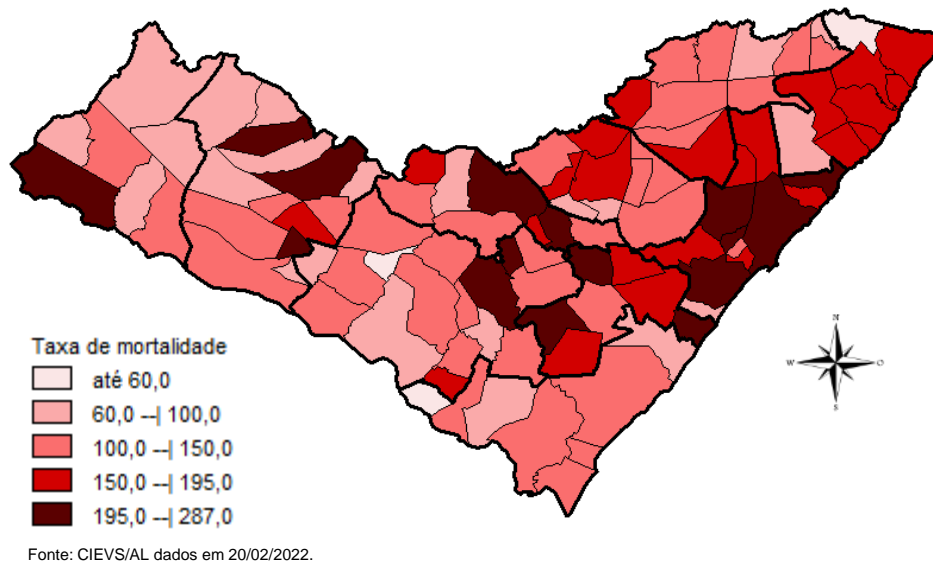 Taxa de mortalidade
até 60,0
60,0 --| 100,0
100,0 --| 150,0
150,0 --| 195,0
195,0 --| 287,0
N
W
O
S
Fonte: CIEVS/AL dados em 20/02/2022.